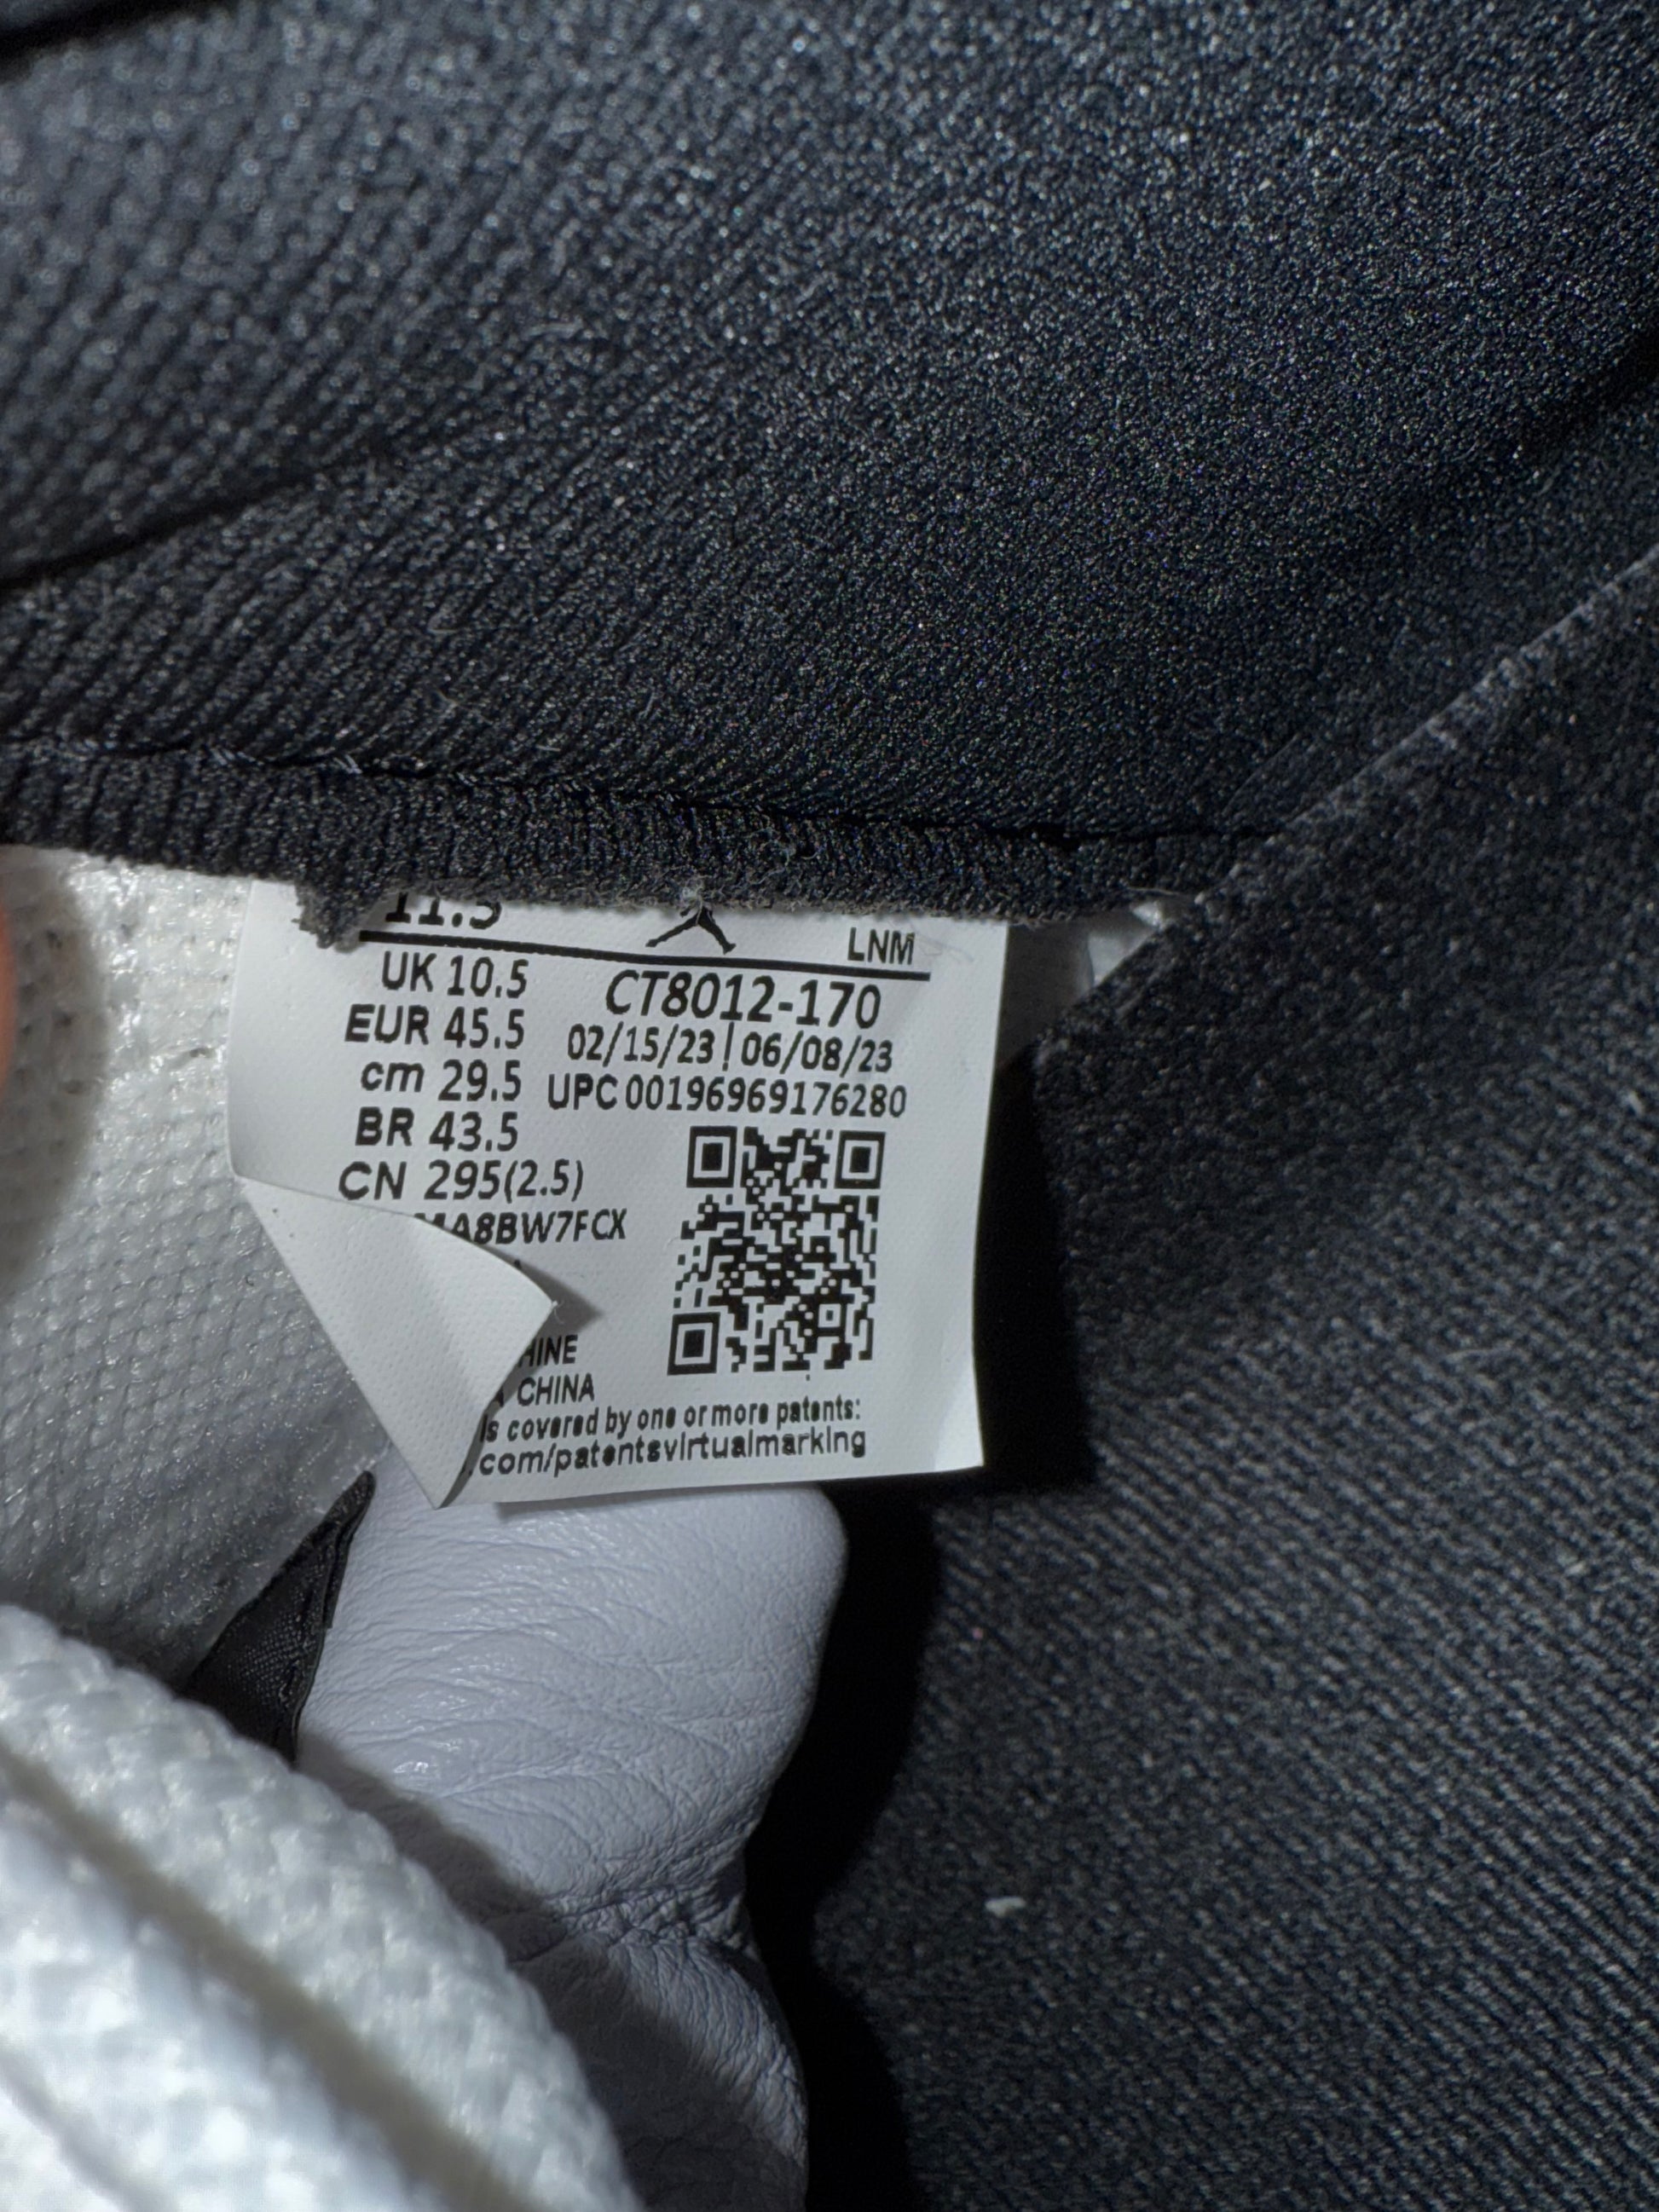 11.5
LNM
UK 10.5
EUR 45.5
cm 29.5
BR 43.5
CN 295(2.5)
CT8012-170
02/15/23 | 06/08/23
UPC 00196969176280
A8BW7FCX
HINE
CHINA
is covered by one or more patents:
.com/patentsvirtualmarking